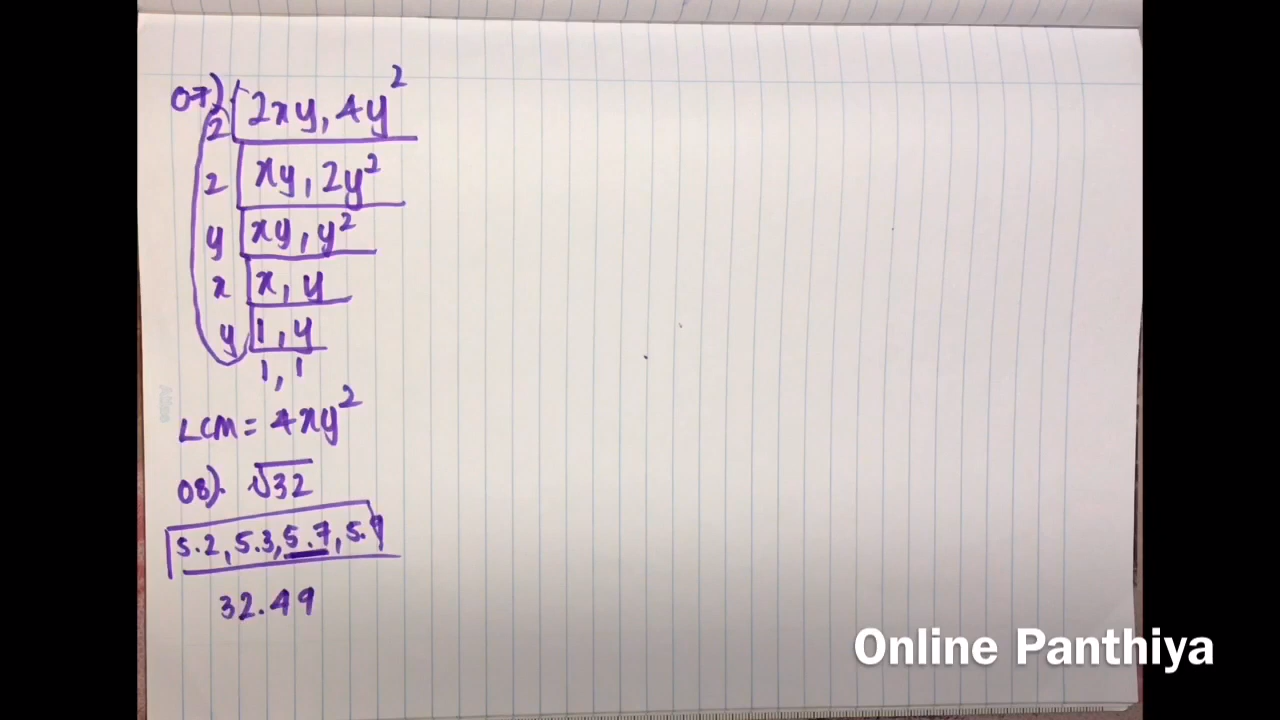 07).
2 | 2xy, 4y²
2 | xy, 2y²
y | xy, y²
x | x, y
y | 1, y
1, 1
LCM = 4xy²
08). √32
5.2, 5.3, 5.7, 5.9
32.49
Online Panthiya